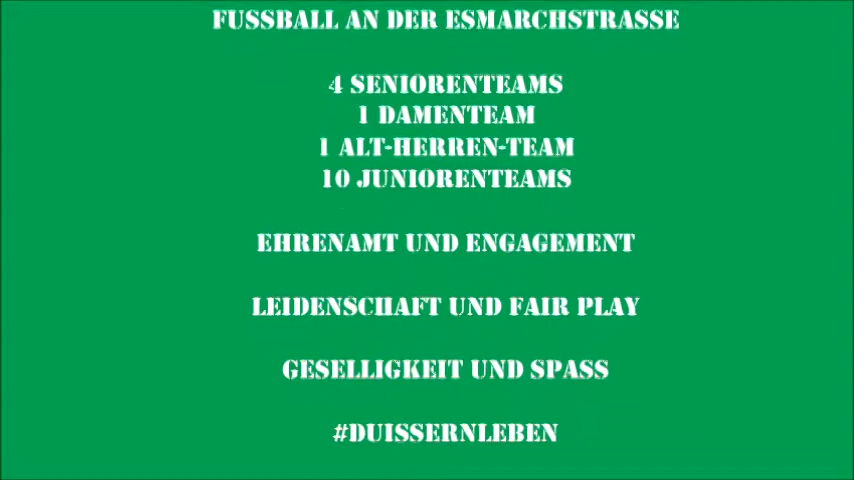 FUSSBALL AN DER ESMARCHSTRASSE
4 SENIORENTEAMS
1 DAMENTEAM
1 ALT-HERREN-TEAM
10 JUNIORENTEAMS
EHRENAMT UND ENGAGEMENT
LEIDENSCHAFT UND FAIR PLAY
GESELLIGKEIT UND SPASS
#DUISSERNLEBEN